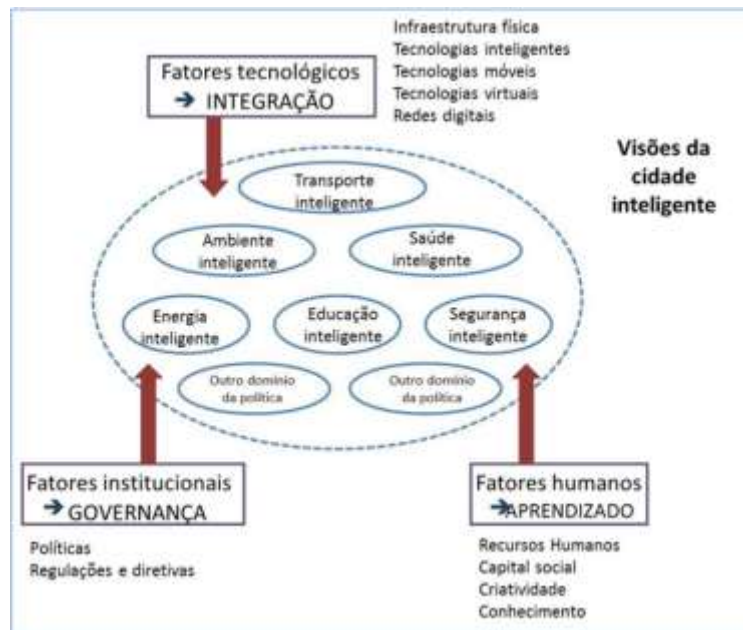 Infraestrutura física
Tecnologias inteligentes
Tecnologias móveis
Tecnologias virtuais
Redes digitais
Fatores tecnológicos
➔ INTEGRAÇÃO
Visões da
cidade
inteligente
Transporte
inteligente
Ambiente
inteligente
Saúde
inteligente
Energia
inteligente
Educação
inteligente
Segurança
inteligente
Outro domínio
da política
Outro domínio
da política
Fatores institucionais
➔ GOVERNANÇA
Políticas
Regulações e diretivas
Fatores humanos
➔APRENDIZADO
Recursos Humanos
Capital social
Criatividade
Conhecimento